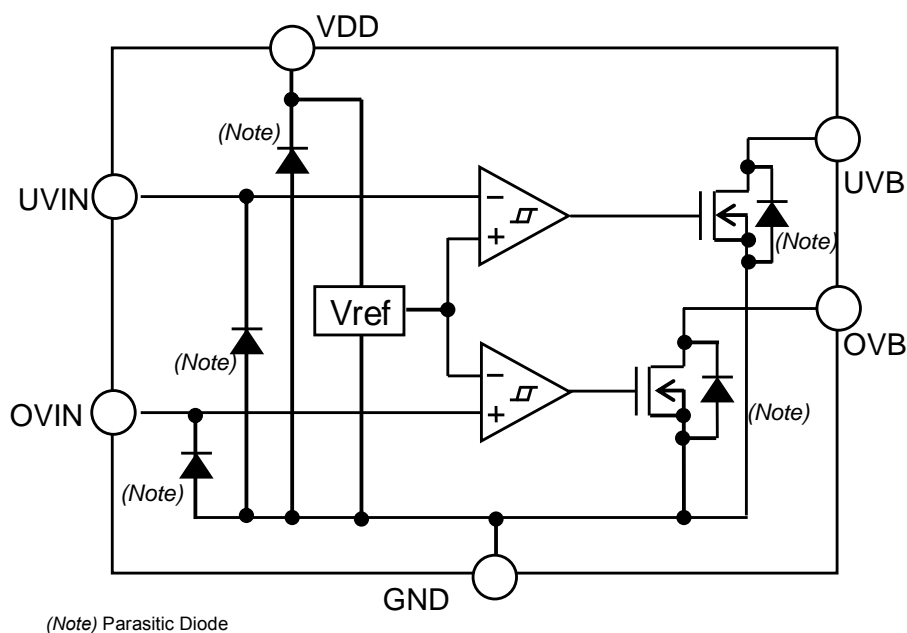 VDD
(Note)
UVIN
UVB
−
+
(Note)
Vref
(Note)
OVB
−
+
OVIN
(Note)
(Note)
GND
(Note) Parasitic Diode